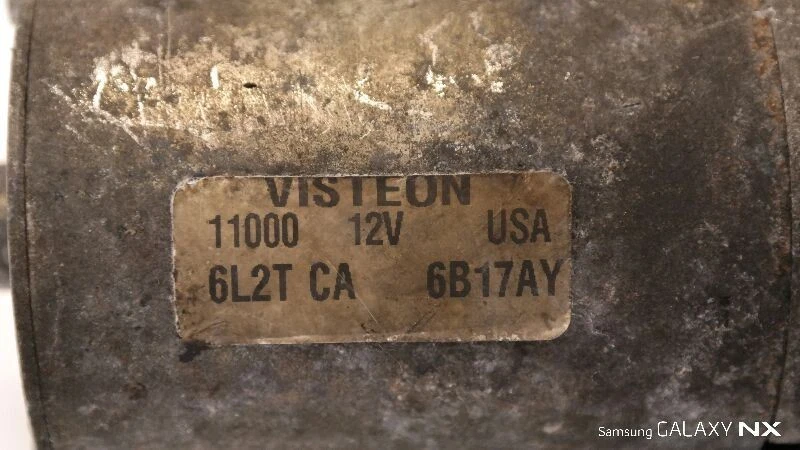 VISTEON
11000 12V USA
6L2T CA 6B17AY
Samsung GALAXY NX